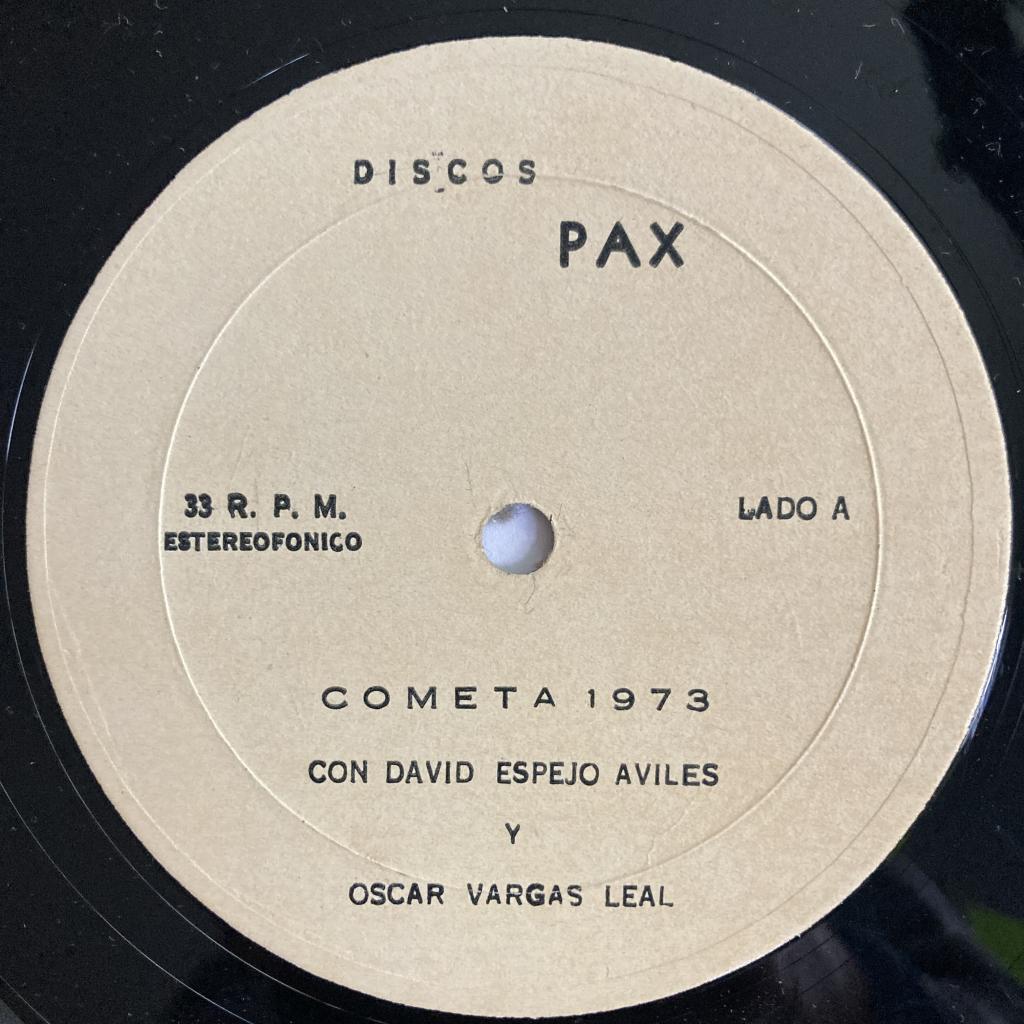 DISCOS
PAX
33 R. P. M.
ESTEREOFONICO
LADO A
COMETA 1973
CON DAVID ESPEJO AVILES
Y
OSCAR VARGAS LEAL